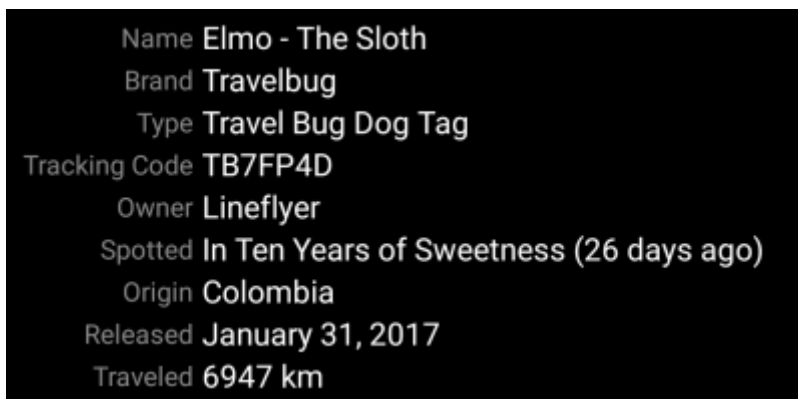 Name Elmo - The Sloth
Brand Travelbug
Type Travel Bug Dog Tag
Tracking Code TB7FP4D
Owner Lineflyer
Spotted In Ten Years of Sweetness (26 days ago)
Origin Colombia
Released January 31, 2017
Traveled 6947 km